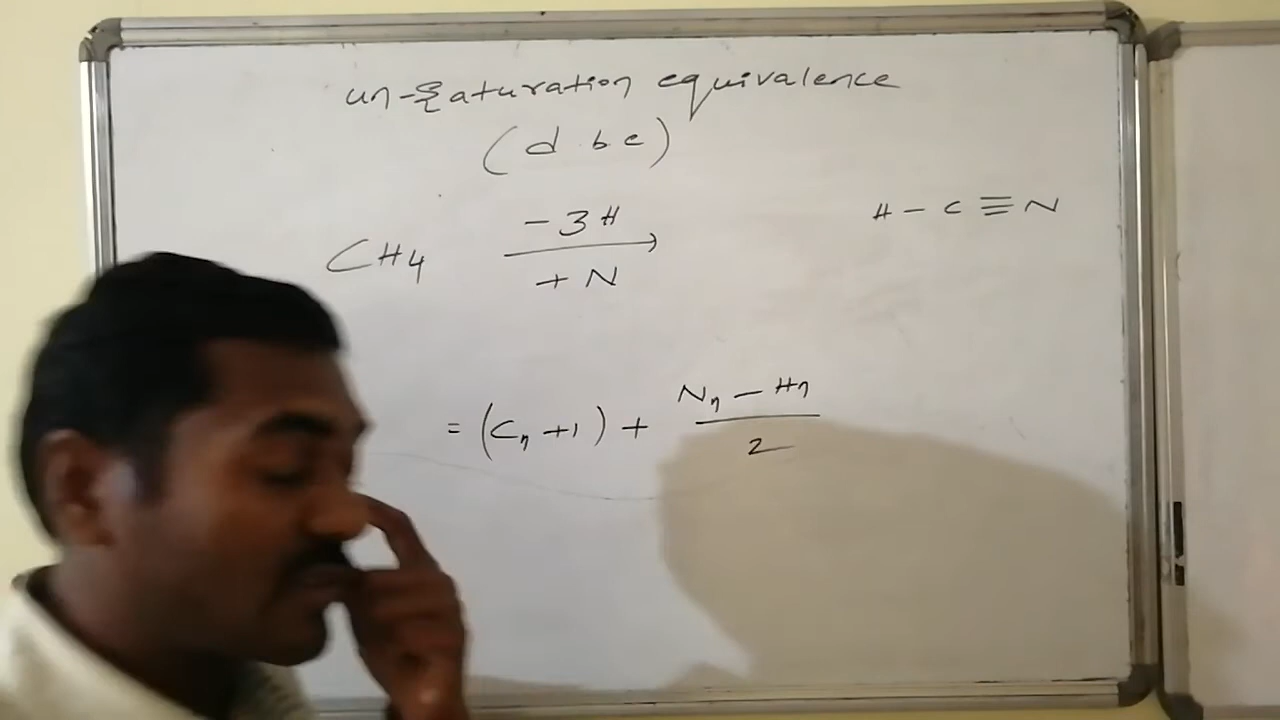 un-saturation equivalence
(d.b.e)
- 3H
CH4 → H - C ≡ N
+ N
= (Cn + 1) + Nn - Hn / 2